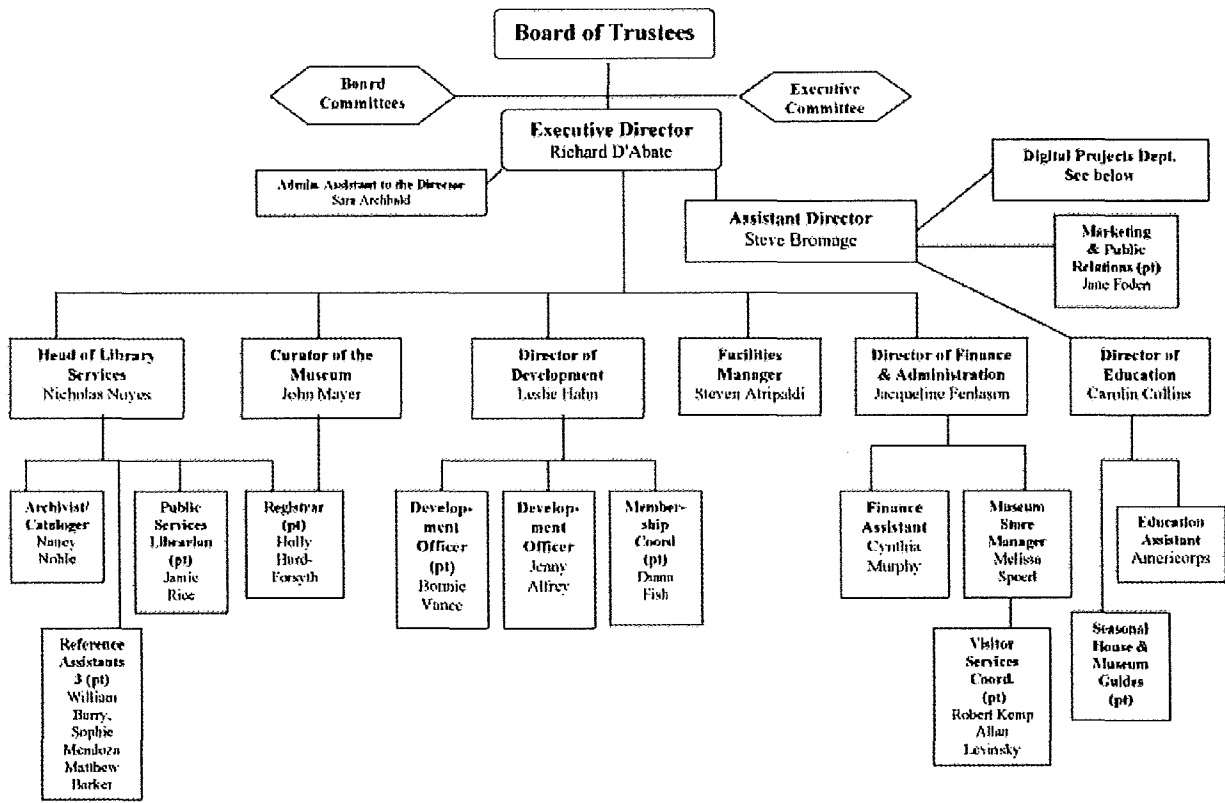 Board of Trustees
Board
Committees
Executive
Committee
Executive Director
Richard D'Abate
Digital Projects Dept.
See below
Admin. Assistant to the Director
Sara Archbald
Assistant Director
Steve Bromage
Marketing
& Public
Relations (pt)
Jane Foden
Head of Library
Services
Nicholas Noyes
Curator of the
Museum
John Mayer
Director of
Development
Leslie Hahn
Facilities
Manager
Steven Atripaldi
Director of Finance
& Administration
Jacqueline Fenlason
Director of
Education
Carolin Collins
Archivist/
Cataloger
Nancy
Noble
Public
Services
Librarian
(pt)
Jamie
Rice
Registrar
(pt)
Holly
Hurd-
Forsyth
Develop-
ment
Officer
(pt)
Bonnie
Vance
Develop-
ment
Officer
Jenny
Alfrey
Member-
ship
Coord
(pt)
Diana
Fish
Finance
Assistant
Cynthia
Murphy
Museum
Store
Manager
Melissa
Spoerl
Education
Assistant
Americorps
Reference
Assistants
3 (pt)
William
Barry,
Sophie
Mendoza
Matthew
Barker
Visitor
Services
Coord.
(pt)
Robert Kemp
Allan
Levinsky
Seasonal
House &
Museum
Guides
(pt)